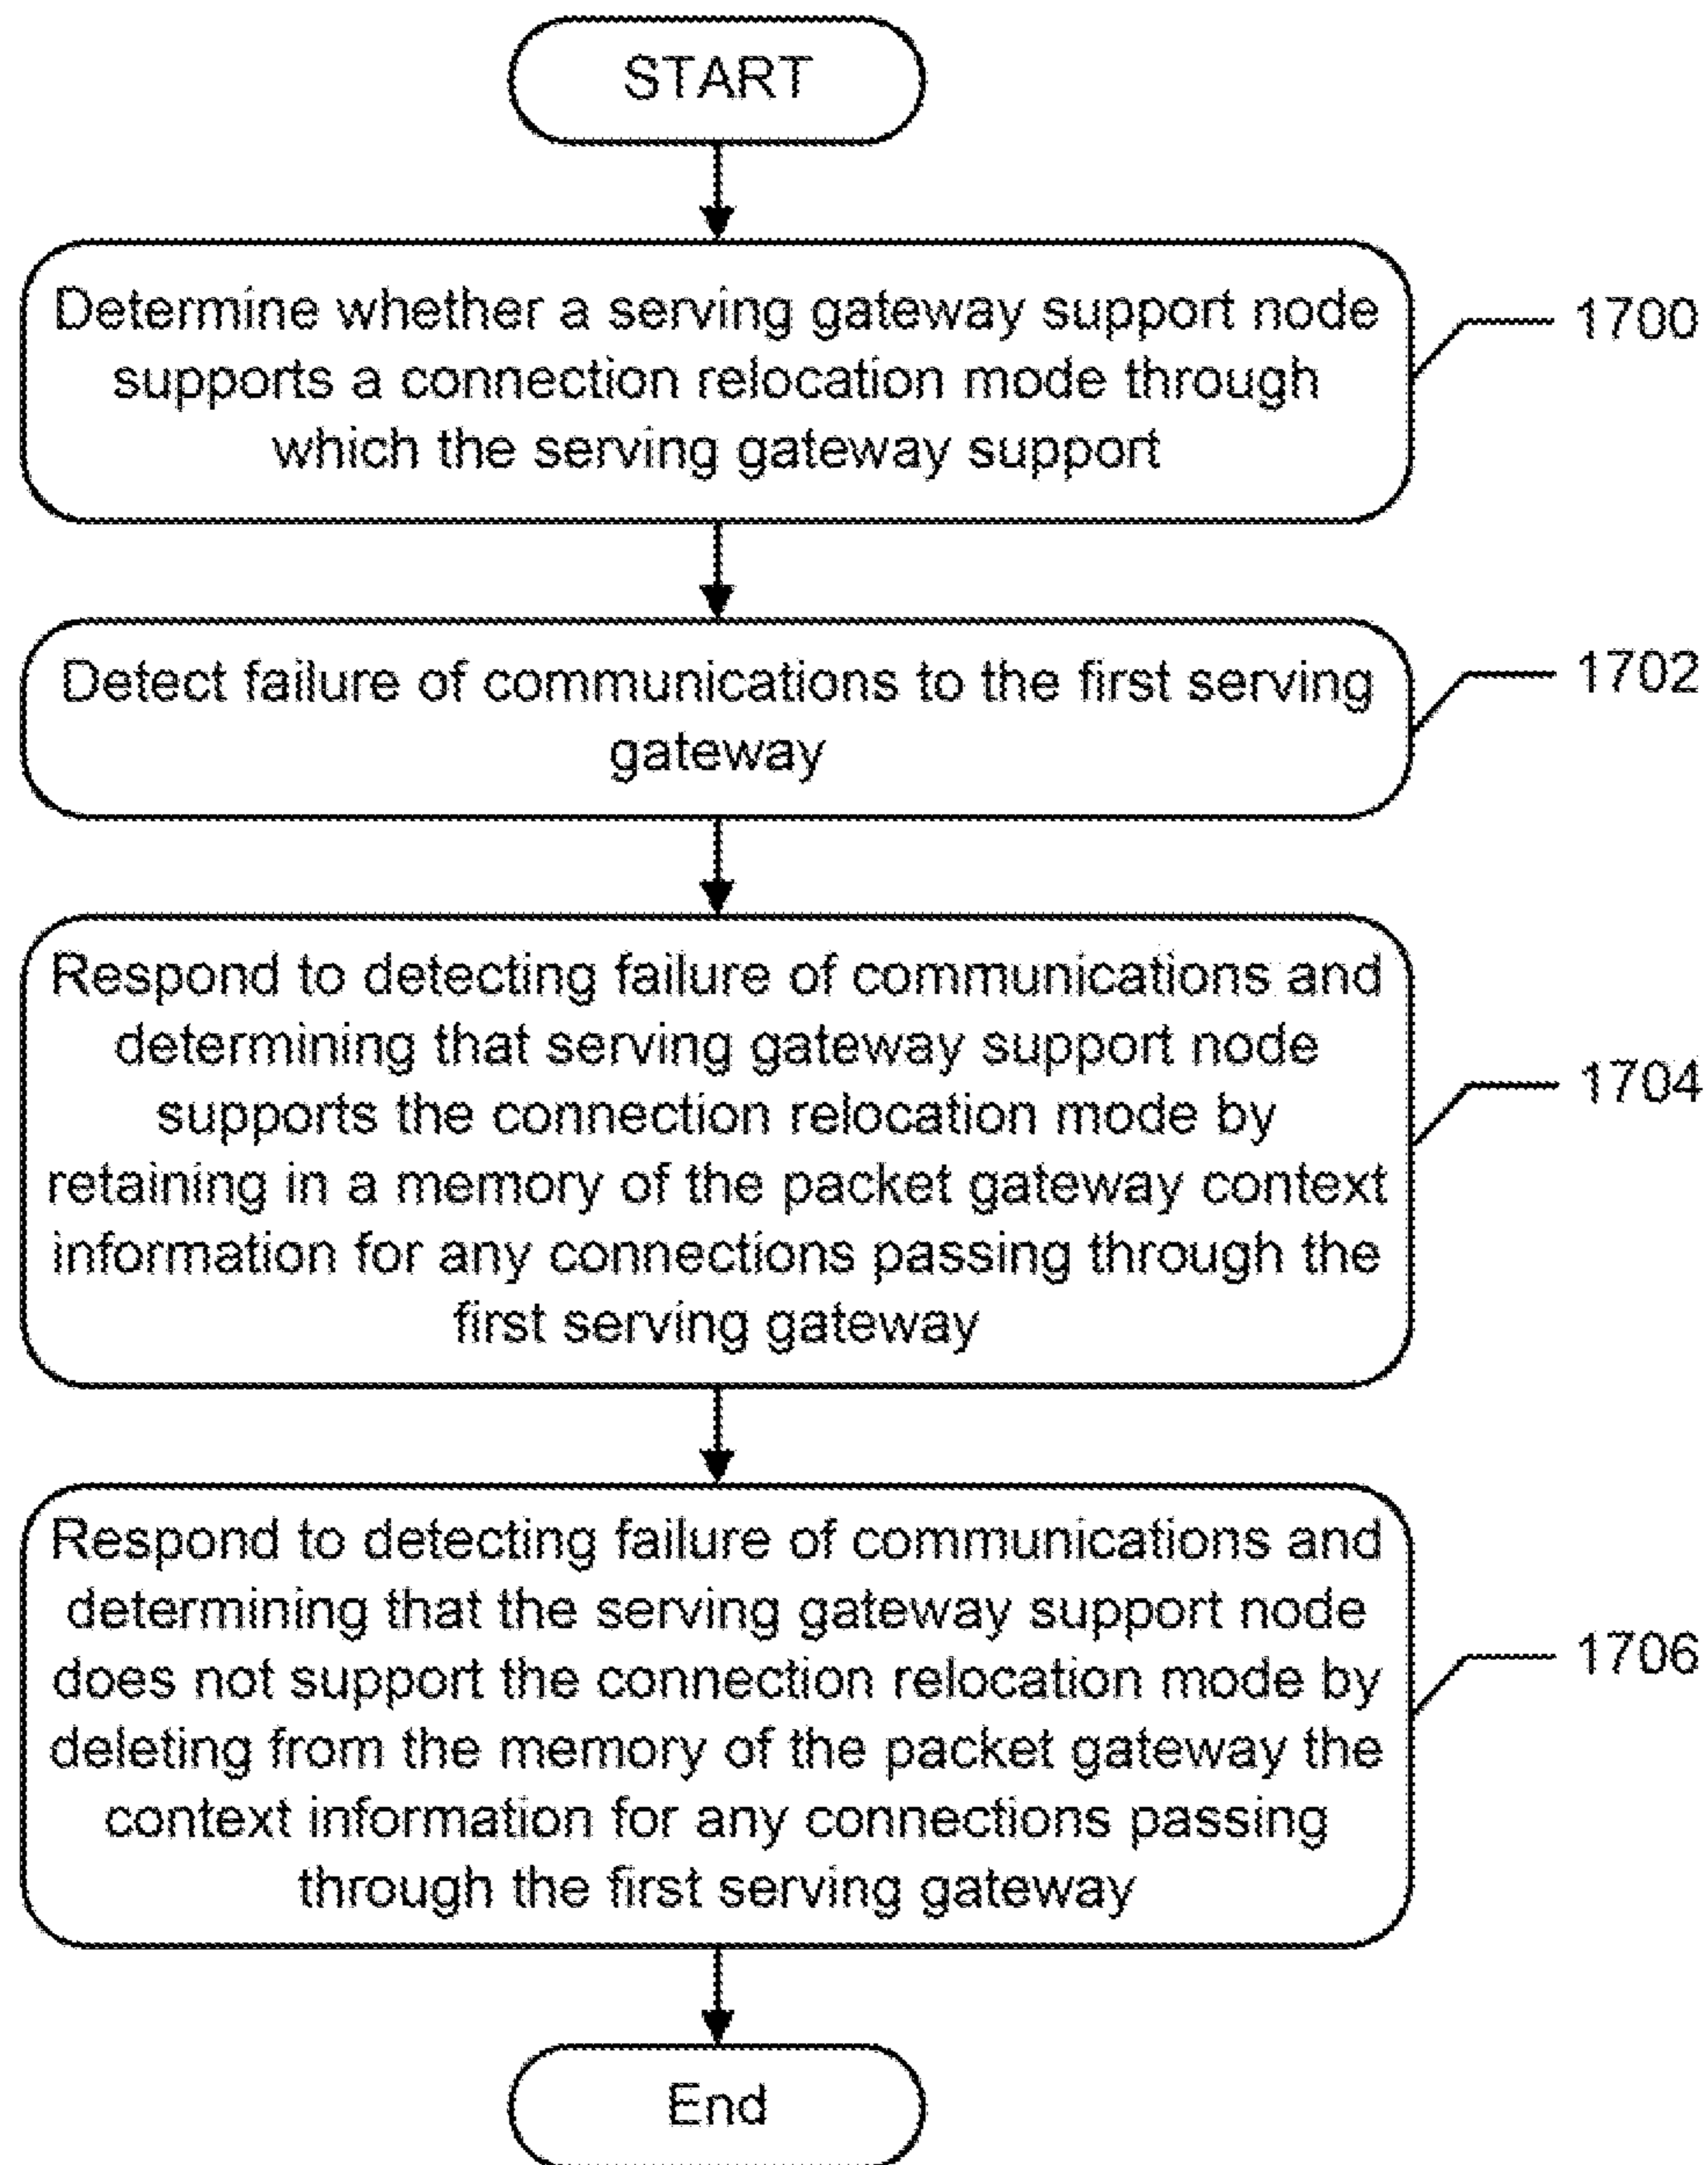 START
Determine whether a serving gateway support node
supports a connection relocation mode through
which the serving gateway support
1700
Detect failure of communications to the first serving
gateway
1702
Respond to detecting failure of communications and
determining that serving gateway support node
supports the connection relocation mode by
retaining in a memory of the packet gateway context
information for any connections passing through the
first serving gateway
1704
Respond to detecting failure of communications and
determining that the serving gateway support node
does not support the connection relocation mode by
deleting from the memory of the packet gateway the
context information for any connections passing
through the first serving gateway
1706
End